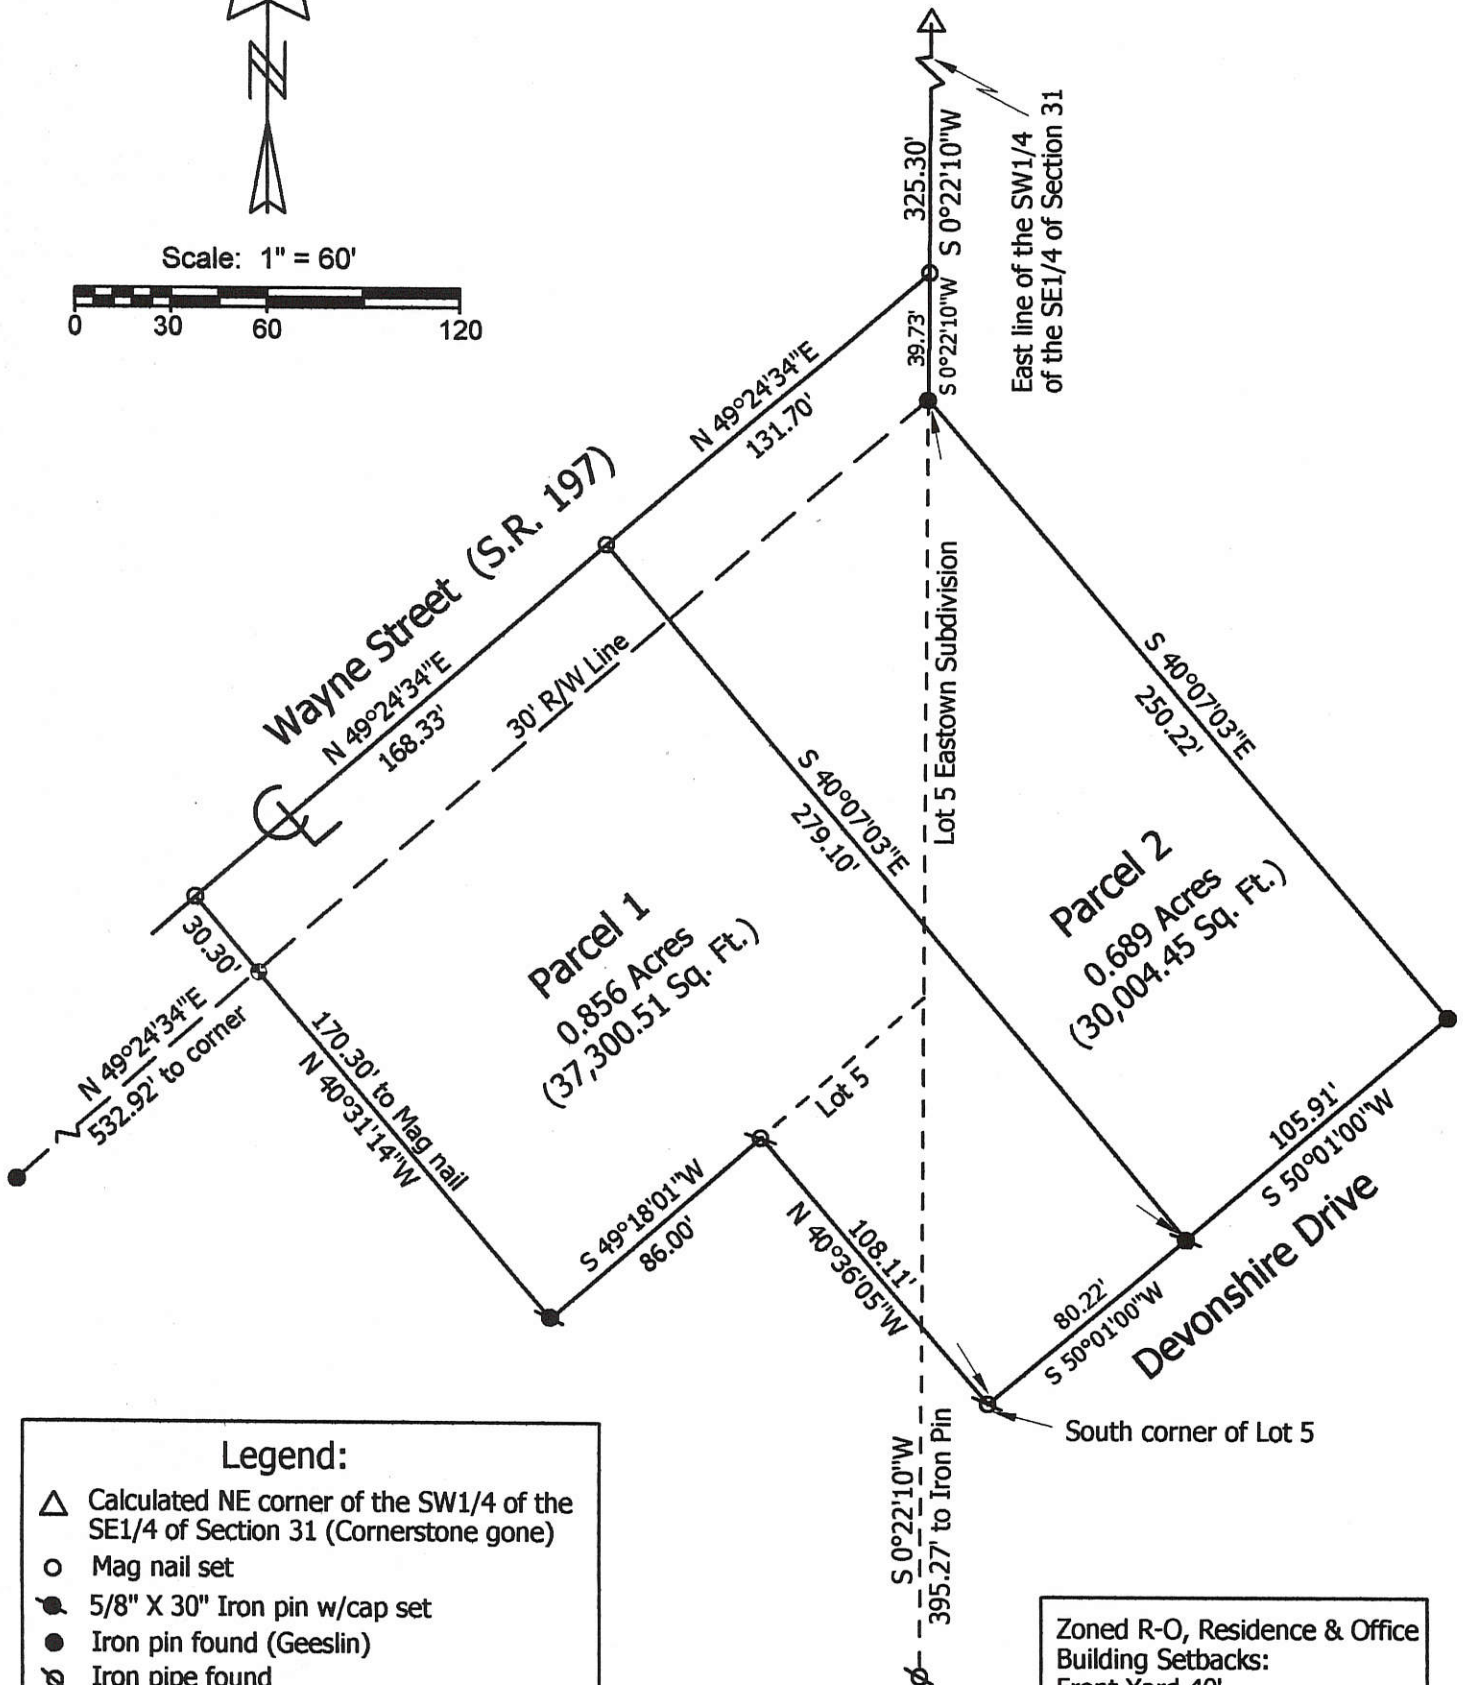 N
Scale: 1" = 60'
0 30 60 120
325.30'
S 0°22'10"W
East line of the SW1/4
of the SE1/4 of Section 31
39.73'
S 0°22'10"W
N 49°24'34"E
131.70'
Wayne Street (S.R. 197)
N 49°24'34"E
168.33'
30' R/W Line
Lot 5 Eastown Subdivision
S 40°07'03"E
250.22'
S 40°07'03"E
279.10'
CL
30.30'
Parcel 1
0.856 Acres
(37,300.51 Sq. Ft.)
Parcel 2
0.689 Acres
(30,004.45 Sq. Ft.)
N 49°24'34"E
532.92' to corner
170.30' to Mag nail
N 40°31'14"W
Lot 5
S 49°18'01"W
86.00'
108.11'
N 40°36'05"W
105.91'
S 50°01'00"W
80.22'
S 50°01'00"W
Devonshire Drive
South corner of Lot 5
S 0°22'10"W
395.27' to Iron Pin
Legend:
Calculated NE corner of the SW1/4 of the
SE1/4 of Section 31 (Cornerstone gone)
Mag nail set
5/8" X 30" Iron pin w/cap set
Iron pin found (Geeslin)
Iron pipe found
Zoned R-O, Residence & Office
Building Setbacks:
Front Yard 40'